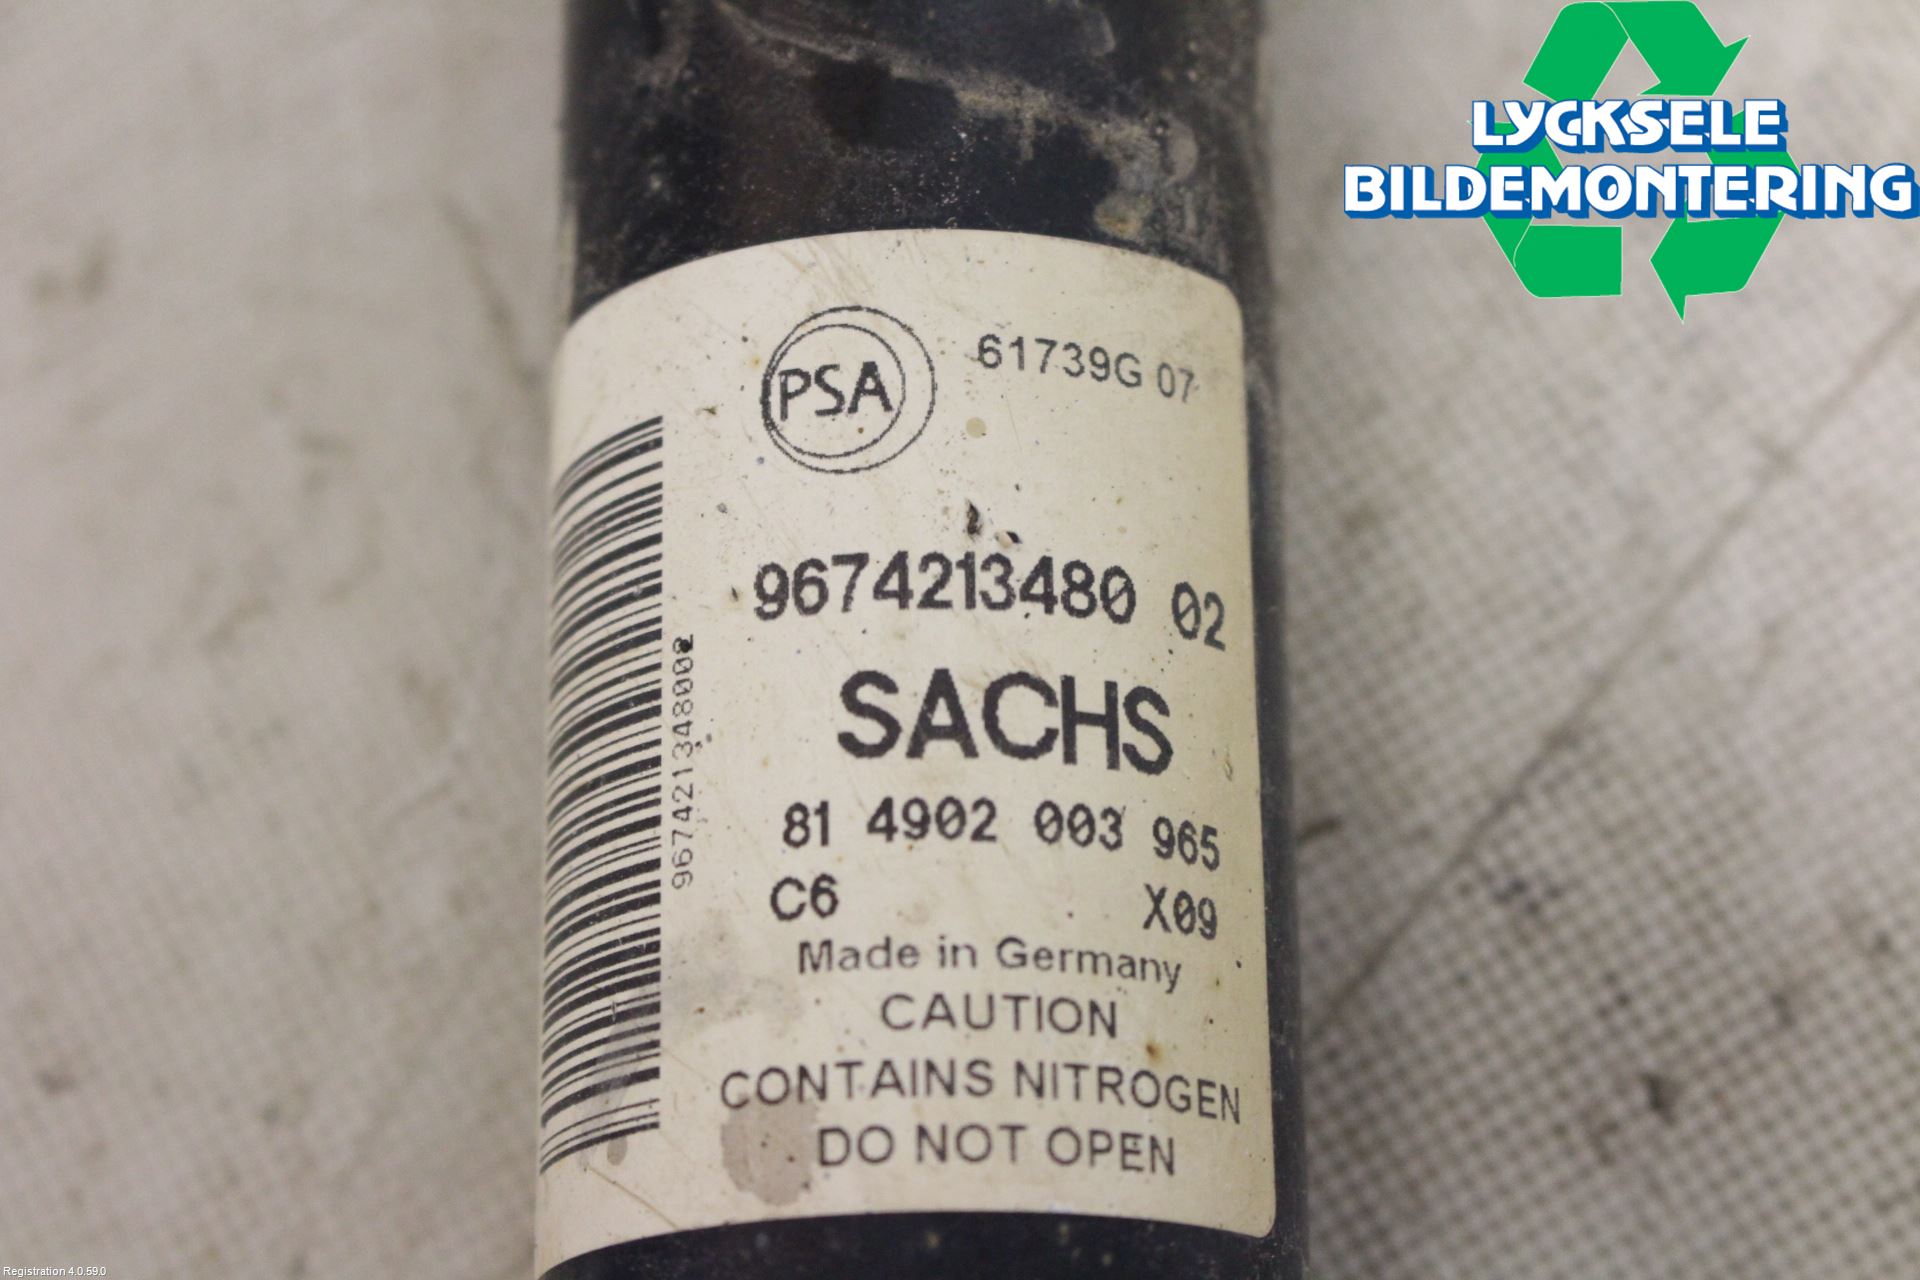 LYCKSELE
BILDEMONTERING
PSA
61739G 07
9674213480 02
SACHS
81 4902 003 965
C6 X09
Made in Germany
CAUTION
CONTAINS NITROGEN
DO NOT OPEN
967421348002
Registration 4.0.59.0